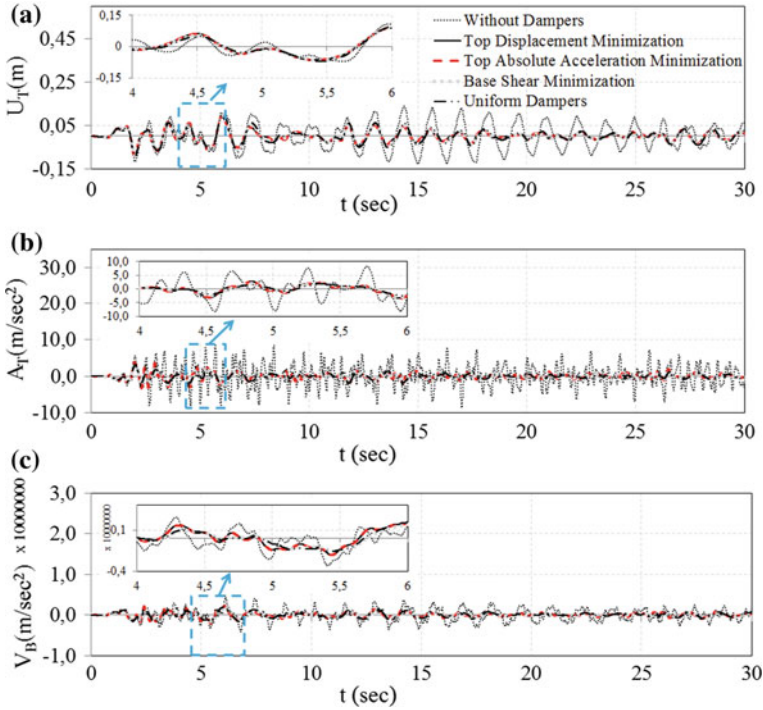 (a)
U_T(m)
0,45
0,25
0,05
-0,15
0,15
0
-0,15
4 4,5 5 5,5 6
Without Dampers
Top Displacement Minimization
Top Absolute Acceleration Minimization
Base Shear Minimization
Uniform Dampers
0 5 10 15 20 25 30
t (sec)
(b)
A_T(m/sec²)
30,0
20,0
10,0
0,0
-10,0
10,0
5,0
0,0
-5,0
-10,0
4 4,5 5 5,5 6
0 5 10 15 20 25 30
t (sec)
(c)
V_B(m/sec²) x 10000000
3,0
2,0
1,0
0,0
-1,0
x 10000000
0,1
-0,4
4 4,5 5 5,5 6
0 5 10 15 20 25 30
t (sec)